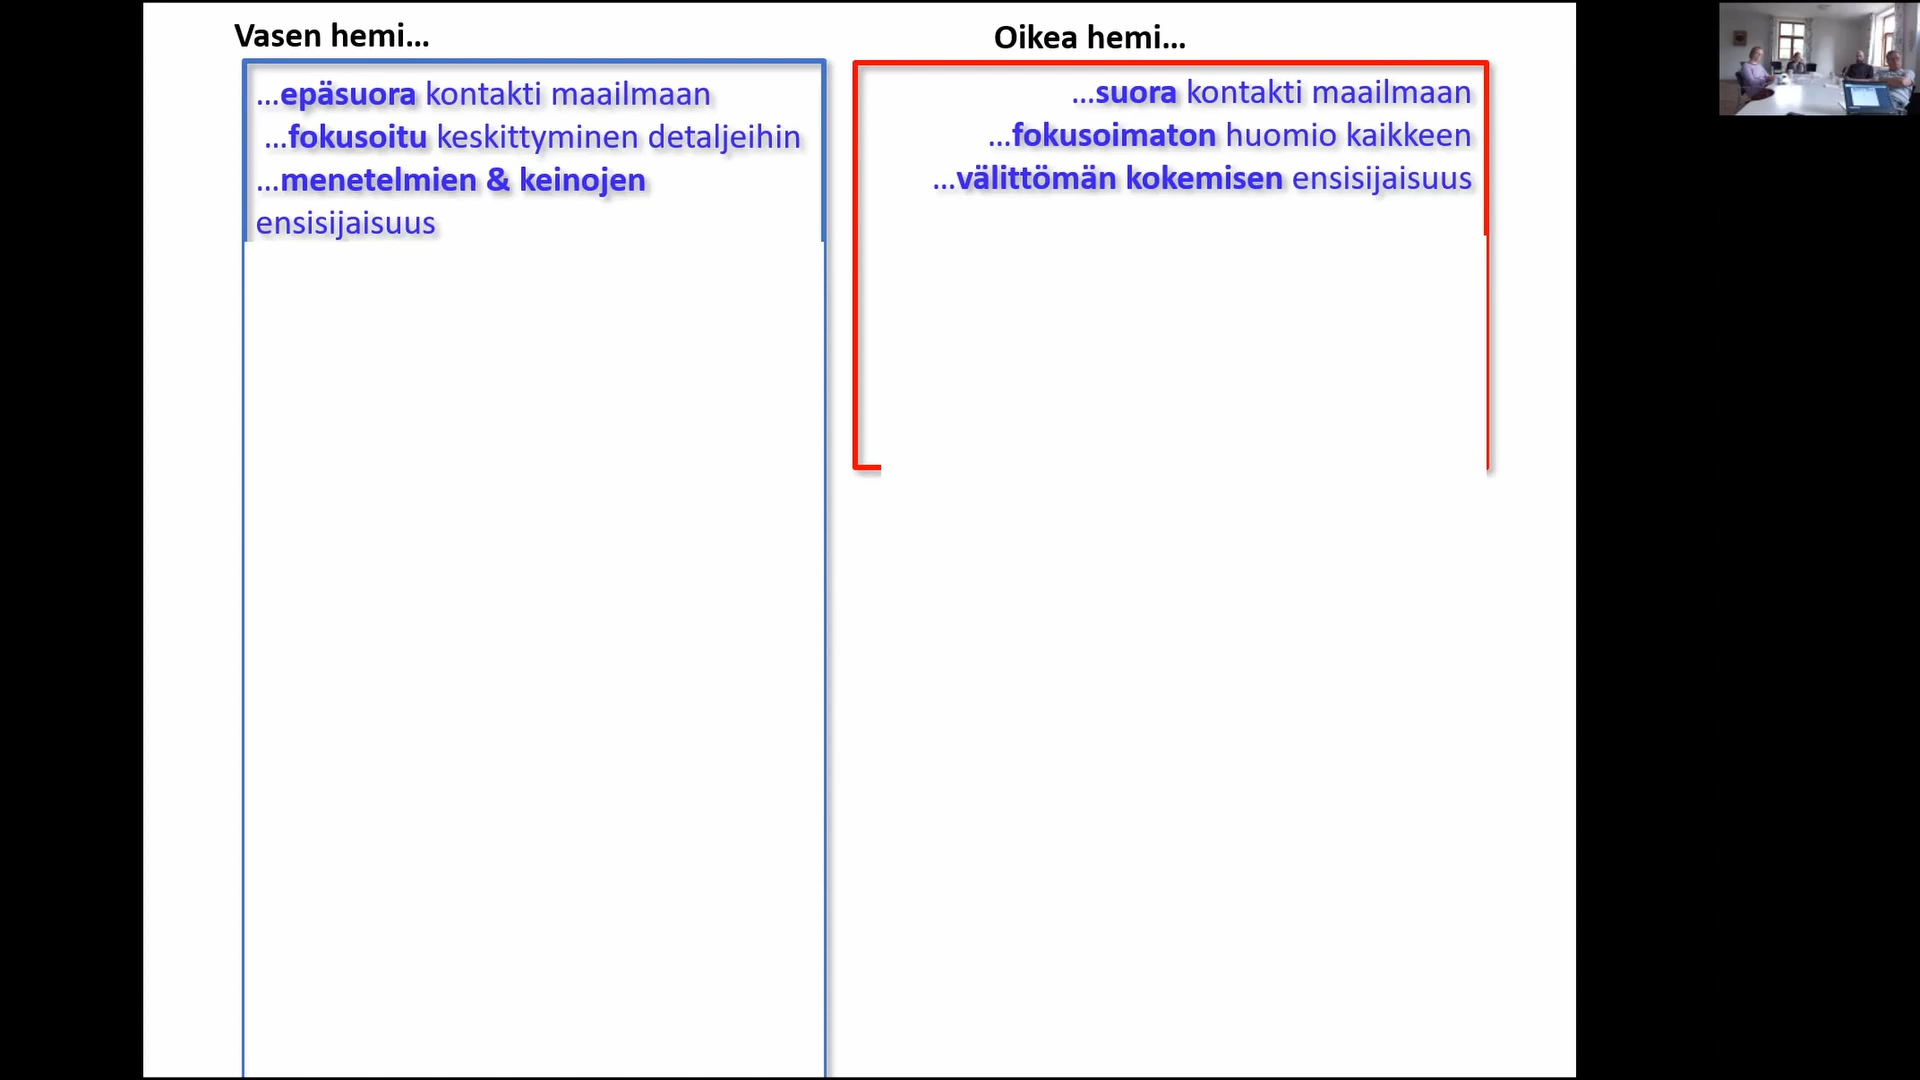 Vasen hemi...
...epäsuora kontakti maailmaan
...fokusoitu keskittyminen detaljeihin
...menetelmien & keinojen
ensisijaisuus
Oikea hemi...
...suora kontakti maailmaan
...fokusoimaton huomio kaikkeen
...välittömän kokemisen ensisijaisuus